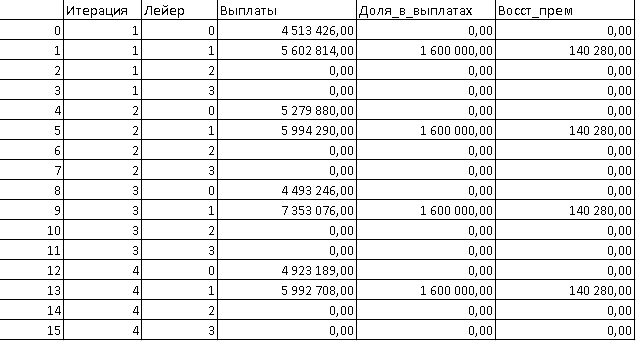 Итерация Лейер Выплаты Доля_в_выплатах Восст_прем
0 1 0 4 513 426,00 0,00 0,00
1 1 1 5 602 814,00 1 600 000,00 140 280,00
2 1 2 0,00 0,00 0,00
3 1 3 0,00 0,00 0,00
4 2 0 5 279 880,00 0,00 0,00
5 2 1 5 994 290,00 1 600 000,00 140 280,00
6 2 2 0,00 0,00 0,00
7 2 3 0,00 0,00 0,00
8 3 0 4 493 246,00 0,00 0,00
9 3 1 7 353 076,00 1 600 000,00 140 280,00
10 3 2 0,00 0,00 0,00
11 3 3 0,00 0,00 0,00
12 4 0 4 923 189,00 0,00 0,00
13 4 1 5 992 708,00 1 600 000,00 140 280,00
14 4 2 0,00 0,00 0,00
15 4 3 0,00 0,00 0,00